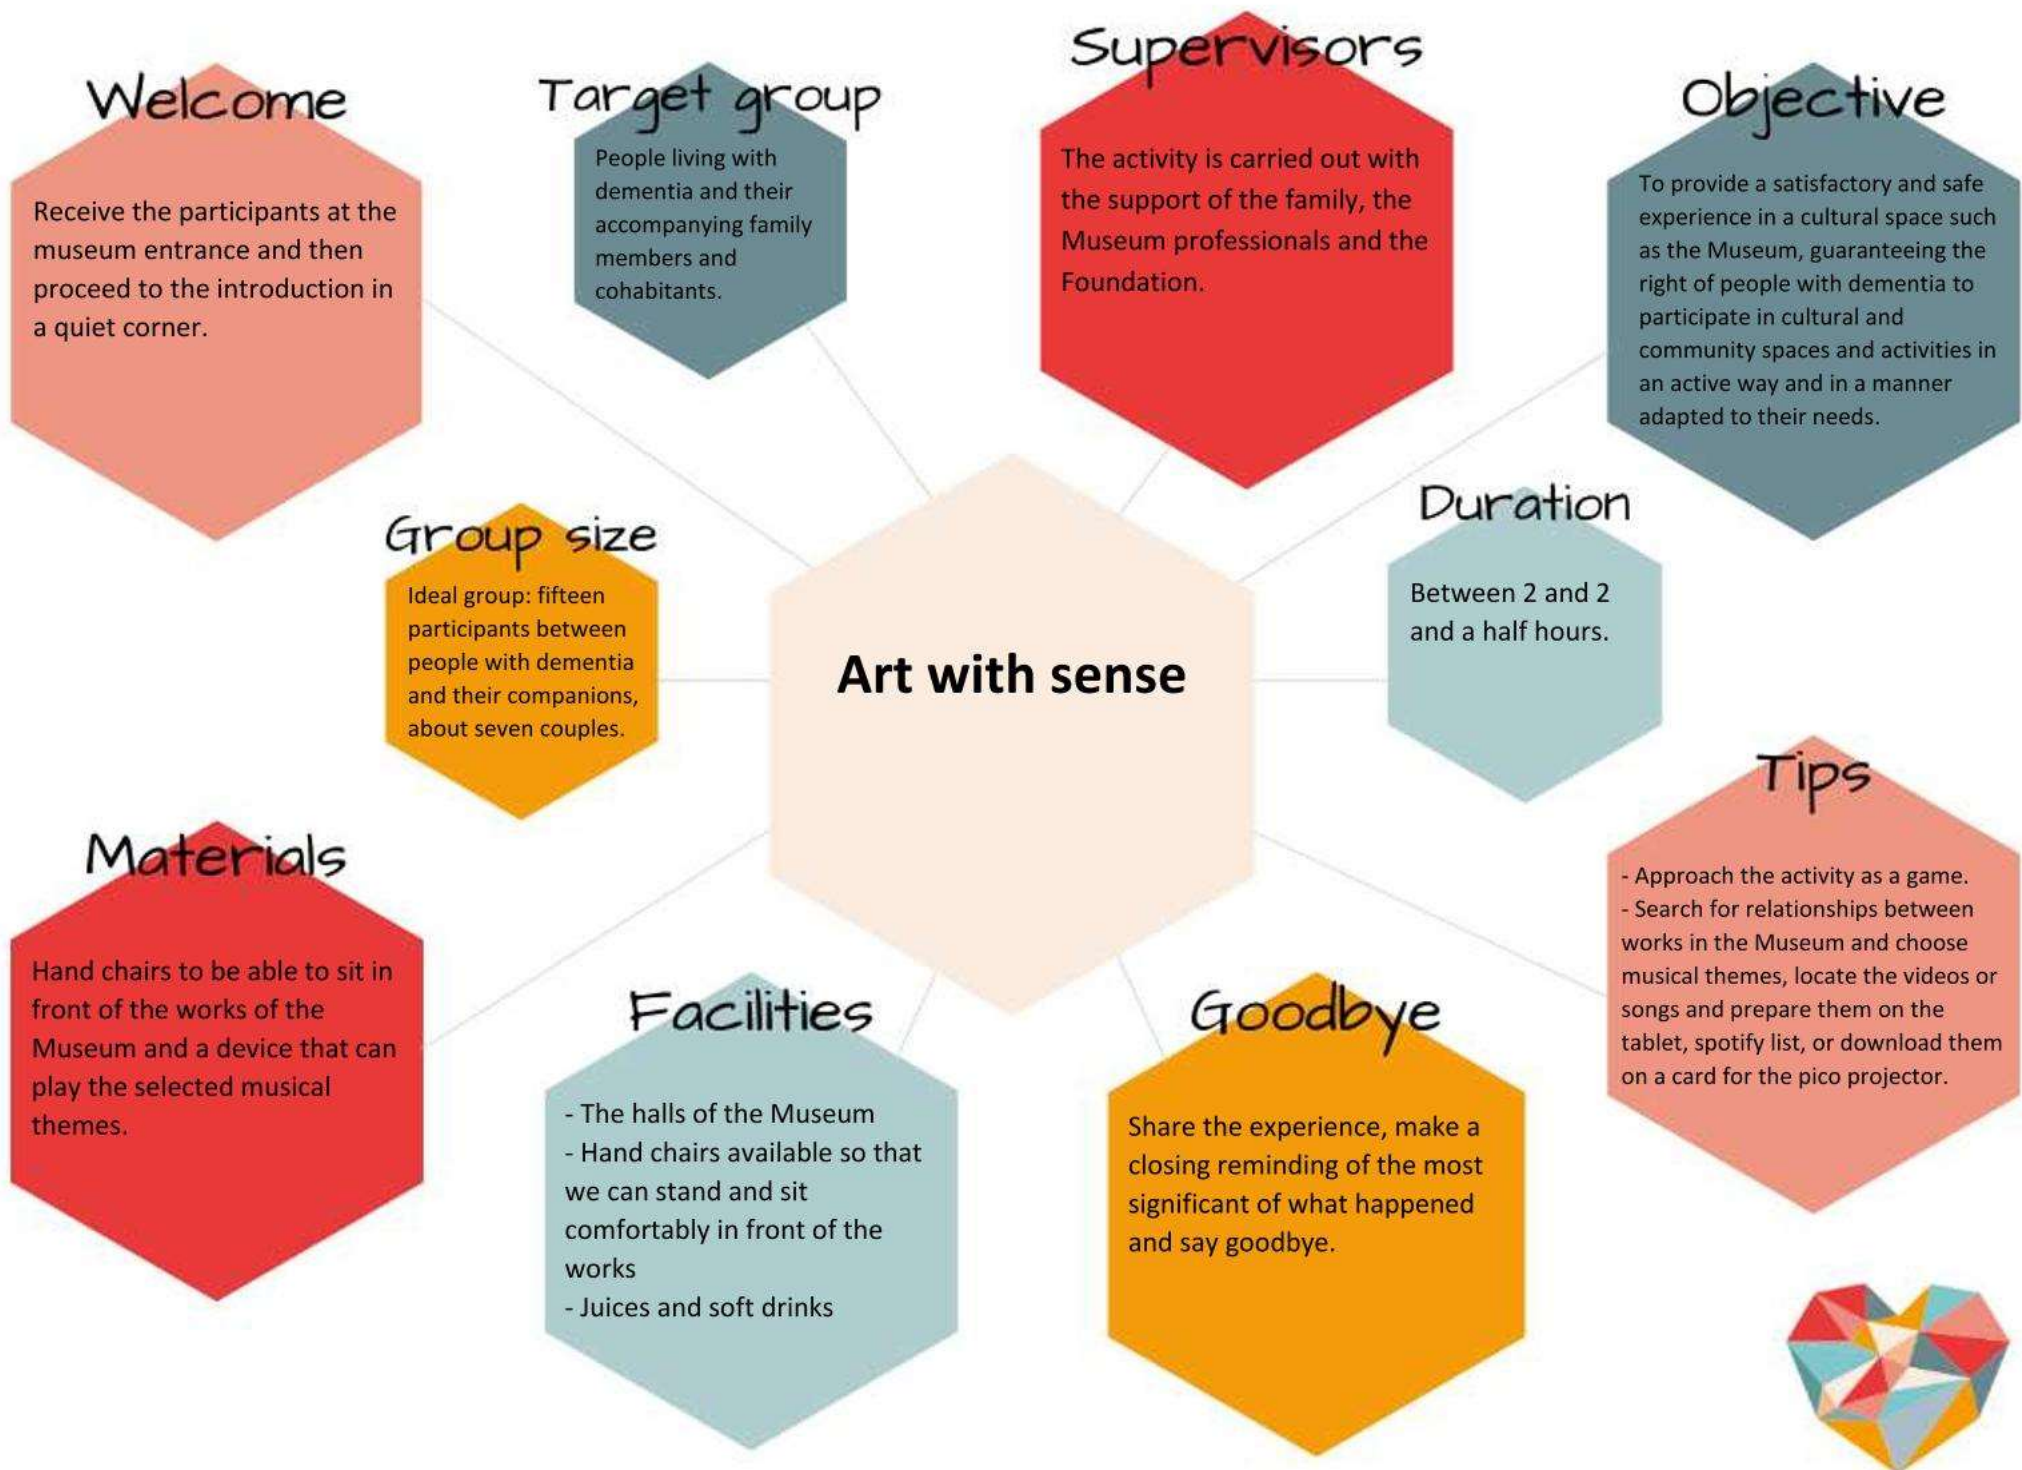 Welcome
Receive the participants at the
museum entrance and then
proceed to the introduction in
a quiet corner.
Target group
People living with
dementia and their
accompanying family
members and
cohabitants.
Supervisors
The activity is carried out with
the support of the family, the
Museum professionals and the
Foundation.
Objective
To provide a satisfactory and safe
experience in a cultural space such
as the Museum, guaranteeing the
right of people with dementia to
participate in cultural and
community spaces and activities in
an active way and in a manner
adapted to their needs.
Group size
Ideal group: fifteen
participants between
people with dementia
and their companions,
about seven couples.
Art with sense
Duration
Between 2 and 2
and a half hours.
Materials
Hand chairs to be able to sit in
front of the works of the
Museum and a device that can
play the selected musical
themes.
Facilities
- The halls of the Museum
- Hand chairs available so that
we can stand and sit
comfortably in front of the
works
- Juices and soft drinks
Goodbye
Share the experience, make a
closing reminding of the most
significant of what happened
and say goodbye.
Tips
- Approach the activity as a game.
- Search for relationships between
works in the Museum and choose
musical themes, locate the videos or
songs and prepare them on the
tablet, spotify list, or download them
on a card for the pico projector.